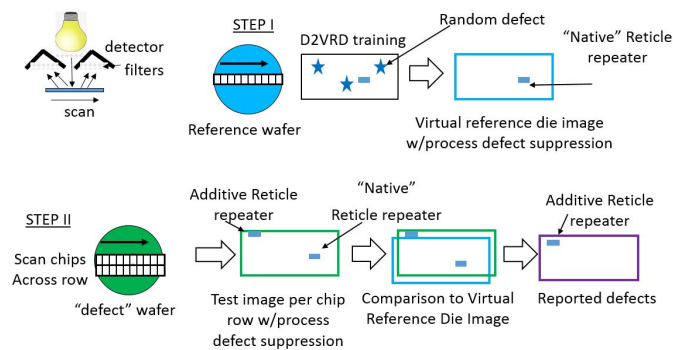 detector
filters
scan
STEP I
Reference wafer
D2VRD training
Random defect
“Native” Reticle
repeater
Virtual reference die image
w/process defect suppression
STEP II
Scan chips
Across row
“defect” wafer
Additive Reticle
repeater
“Native”
Reticle repeater
Test image per chip
row w/process
defect suppression
Comparison to Virtual
Reference Die Image
Additive Reticle
repeater
Reported defects